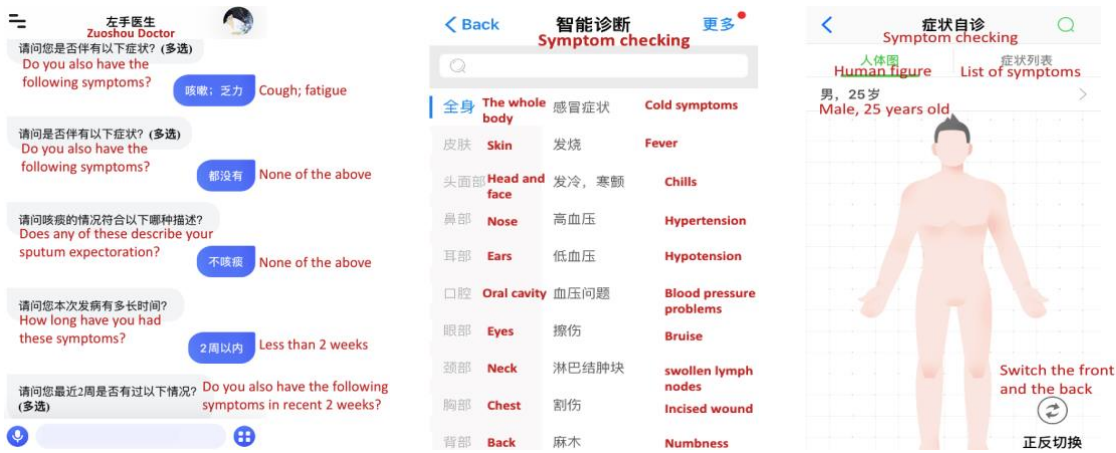 左手医生
Zuoshou Doctor
请问您是否伴有以下症状? (多选)
Do you also have the
following symptoms?
咳嗽; 乏力
Cough; fatigue
请问是否伴有以下症状? (多选)
Do you also have the
following symptoms?
都没有
None of the above
请问咳痰的情况符合以下哪种描述?
Does any of these describe your
sputum expectoration?
不咳痰
None of the above
请问您本次发病有多长时间?
How long have you had
these symptoms?
2周以内
Less than 2 weeks
请问您最近2周是否有过以下情况?
(多选)
Do you also have the following
symptoms in recent 2 weeks?
Back
智能诊断
更多
Symptom checking
全身 The whole body 感冒症状 Cold symptoms
皮肤 Skin 发烧 Fever
头面部 Head and face 发冷，寒颤 Chills
鼻部 Nose 高血压 Hypertension
耳部 Ears 低血压 Hypotension
口腔 Oral cavity 血压问题 Blood pressure problems
眼部 Eyes 擦伤 Bruise
颈部 Neck 淋巴结肿块 swollen lymph nodes
胸部 Chest 割伤 Incised wound
背部 Back 麻木 Numbness
症状自诊
Symptom checking
人体图 症状列表
Human figure List of symptoms
男，25岁
Male, 25 years old
Switch the front
and the back
正反切换